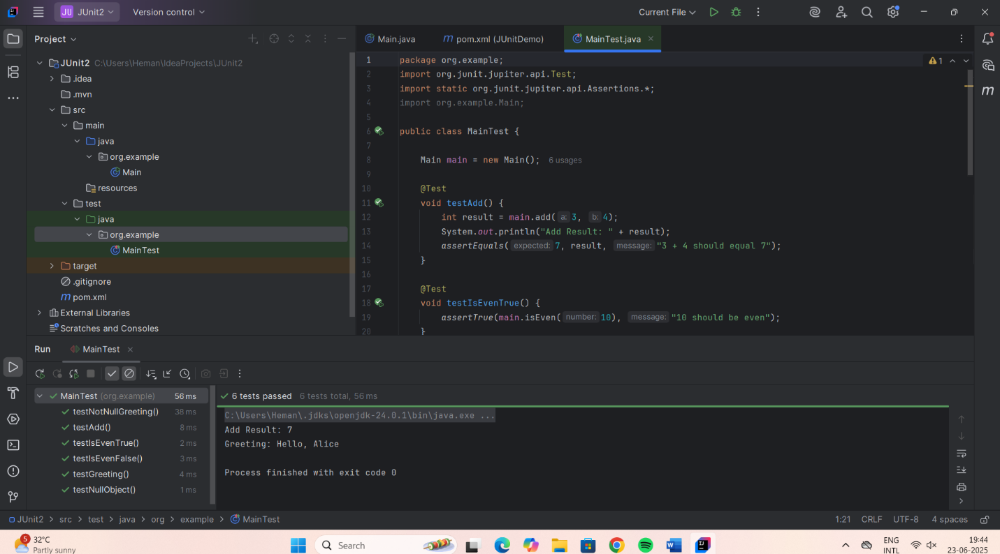 JU JUnit2 Version control Current File
Project
Main.java pom.xml (JUnitDemo) MainTest.java
JUnit2 C:\Users\Heman\IdeaProjects\JUnit2
.idea
.mvn
src
main
java
org.example
Main
resources
test
java
org.example
MainTest
target
.gitignore
m pom.xml
External Libraries
Scratches and Consoles
1 package org.example;
2 import org.junit.jupiter.api.Test;
3 import static org.junit.jupiter.api.Assertions.*;
4 import org.example.Main;
5
6 public class MainTest {
7
8 Main main = new Main(); 6 usages
9
10 @Test
11 void testAdd() {
12 int result = main.add( a: 3, b: 4);
13 System.out.println("Add Result: " + result);
14 assertEquals( expected: 7, result, message: "3 + 4 should equal 7");
15 }
16
17 @Test
18 void testIsEvenTrue() {
19 assertTrue(main.isEven( number: 10), message: "10 should be even");
20 }
1
m
Run MainTest
MainTest (org.example) 56 ms
testNotNullGreeting() 38 ms
testAdd() 8 ms
testIsEvenTrue() 2 ms
testIsEvenFalse() 3 ms
testGreeting() 4 ms
testNullObject() 1 ms
6 tests passed 6 tests total, 56 ms
C:\Users\Heman\.jdks\openjdk-24.0.1\bin\java.exe ...
Add Result: 7
Greeting: Hello, Alice
Process finished with exit code 0
JUnit2 > src > test > java > org > example > MainTest 1:21 CRLF UTF-8 4 spaces
5 32°C
Partly sunny
Search
ENG
INTL
19:44
23-06-2025